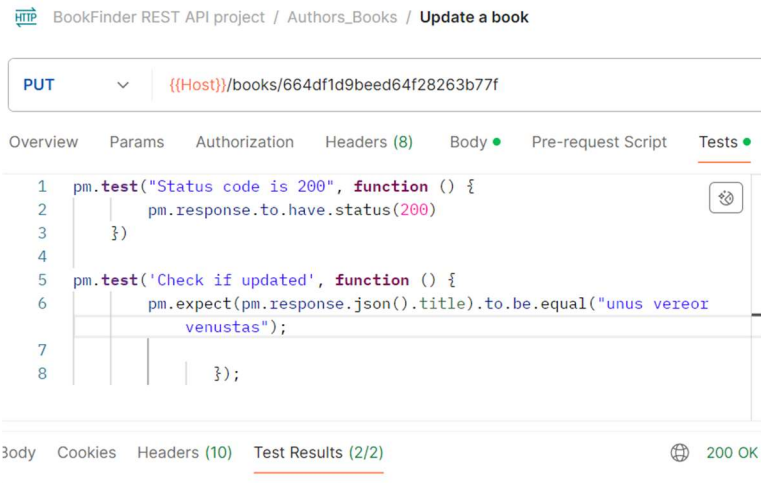 HTTP BookFinder REST API project / Authors_Books / Update a book
PUT {{Host}}/books/664df1d9beed64f28263b77f
Overview Params Authorization Headers (8) Body Pre-request Script Tests
1 pm.test("Status code is 200", function () {
2 pm.response.to.have.status(200)
3 })
4
5 pm.test('Check if updated', function () {
6 pm.expect(pm.response.json().title).to.be.equal("unus vereor
venustas");
7
8 });
Body Cookies Headers (10) Test Results (2/2) 200 OK